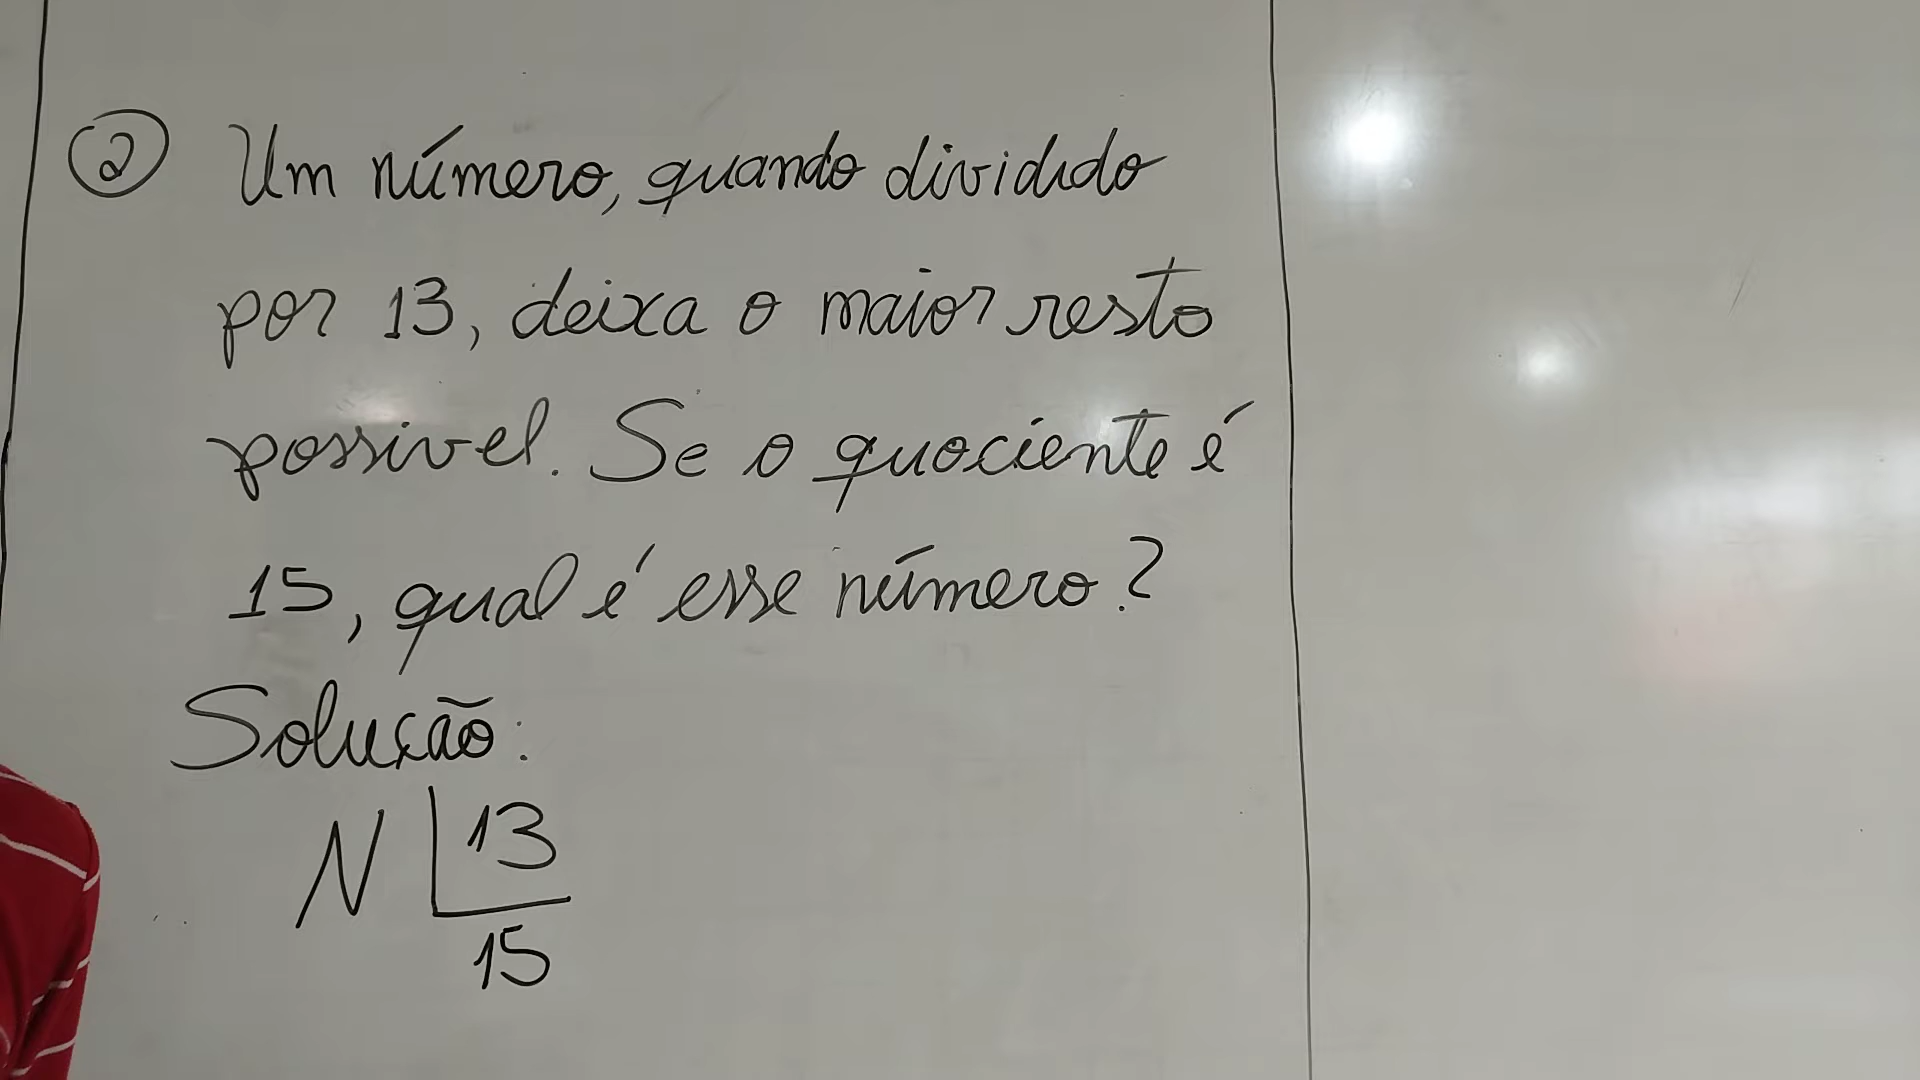 2 Um número, quando dividido
por 13, deixa o maior resto
possivel. Se o quociente é
15, qual é esse número?
Solução:
N 13
15